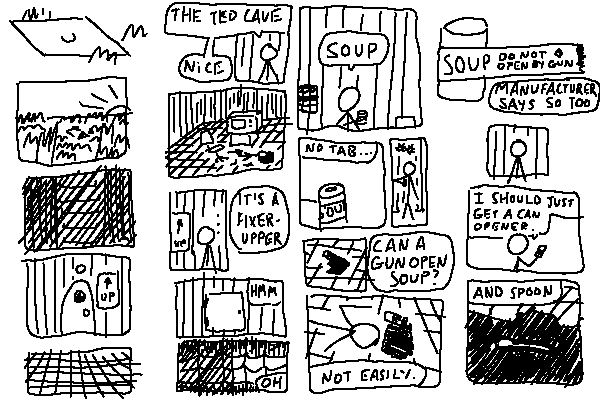 ↑
UP
THE TED CAVE
NICE
↑
UP
IT'S A
FIXER-
UPPER
HMM
OH
SOUP
NO TAB...
SOUP
CAN A
GUN OPEN
SOUP?
NOT EASILY.
SOUP
DO NOT
OPEN BY GUN
MANUFACTURER
SAYS SO TOO
I SHOULD JUST
GET A CAN
OPENER...
AND SPOON